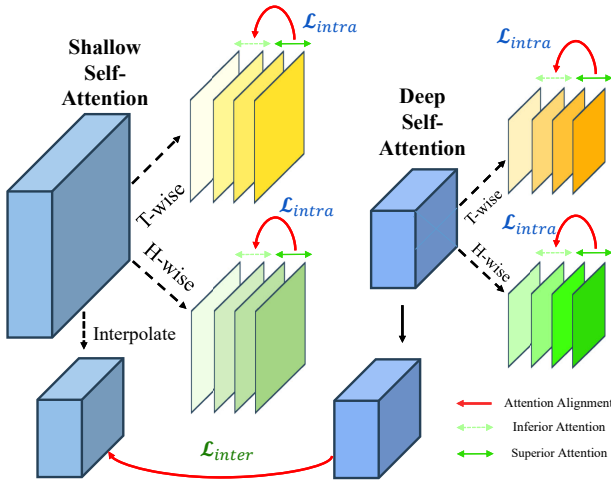 Shallow
Self-
Attention
𝓛intra
T-wise
H-wise
𝓛intra
Interpolate
Deep
Self-
Attention
𝓛intra
T-wise
H-wise
𝓛intra
𝓛inter
Attention Alignment
Inferior Attention
Superior Attention